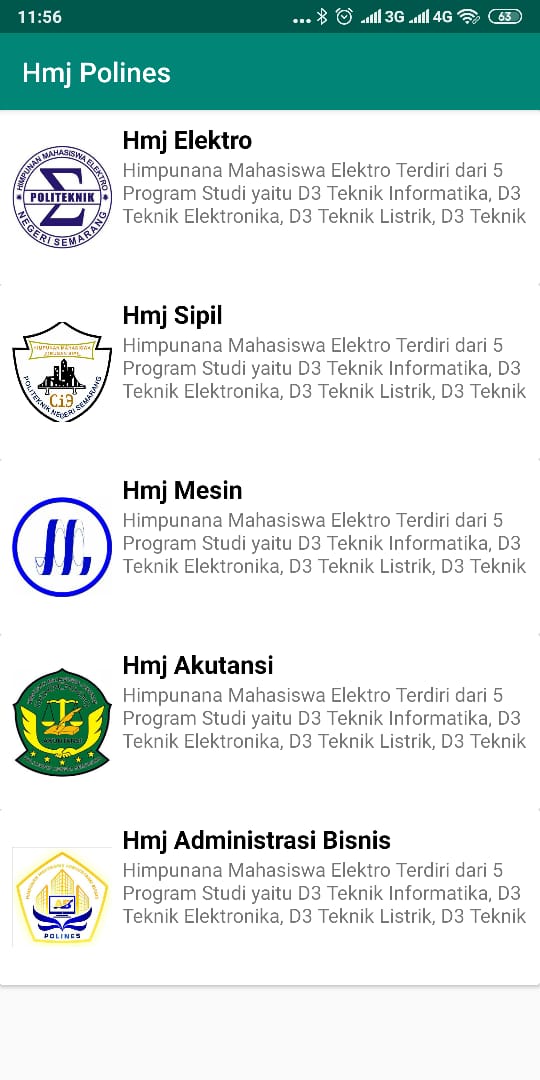 11:56
... 3G 4G 63
Hmj Polines
HIMPUNAN MAHASISWA ELEKTRO
POLITEKNIK
NEGERI SEMARANG
Hmj Elektro
Himpunana Mahasiswa Elektro Terdiri dari 5
Program Studi yaitu D3 Teknik Informatika, D3
Teknik Elektronika, D3 Teknik Listrik, D3 Teknik
HIMPUNAN MAHASISWA
JURUSAN SIPIL
POLITEKNIK NEGERI SEMARANG
Hmj Sipil
Himpunana Mahasiswa Elektro Terdiri dari 5
Program Studi yaitu D3 Teknik Informatika, D3
Teknik Elektronika, D3 Teknik Listrik, D3 Teknik
Hmj Mesin
Himpunana Mahasiswa Elektro Terdiri dari 5
Program Studi yaitu D3 Teknik Informatika, D3
Teknik Elektronika, D3 Teknik Listrik, D3 Teknik
Hmj Akutansi
Himpunana Mahasiswa Elektro Terdiri dari 5
Program Studi yaitu D3 Teknik Informatika, D3
Teknik Elektronika, D3 Teknik Listrik, D3 Teknik
POLINES
Hmj Administrasi Bisnis
Himpunana Mahasiswa Elektro Terdiri dari 5
Program Studi yaitu D3 Teknik Informatika, D3
Teknik Elektronika, D3 Teknik Listrik, D3 Teknik